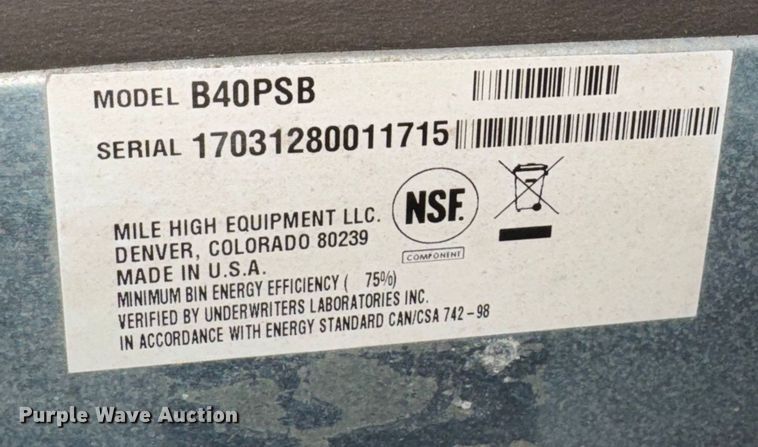 MODEL B40PSB
SERIAL 17031280011715
NSF.
COMPONENT
MILE HIGH EQUIPMENT LLC.
DENVER, COLORADO 80239
MADE IN U.S.A.
MINIMUM BIN ENERGY EFFICIENCY ( 75%)
VERIFIED BY UNDERWRITERS LABORATORIES INC.
IN ACCORDANCE WITH ENERGY STANDARD CAN/CSA 742-98
Purple Wave Auction